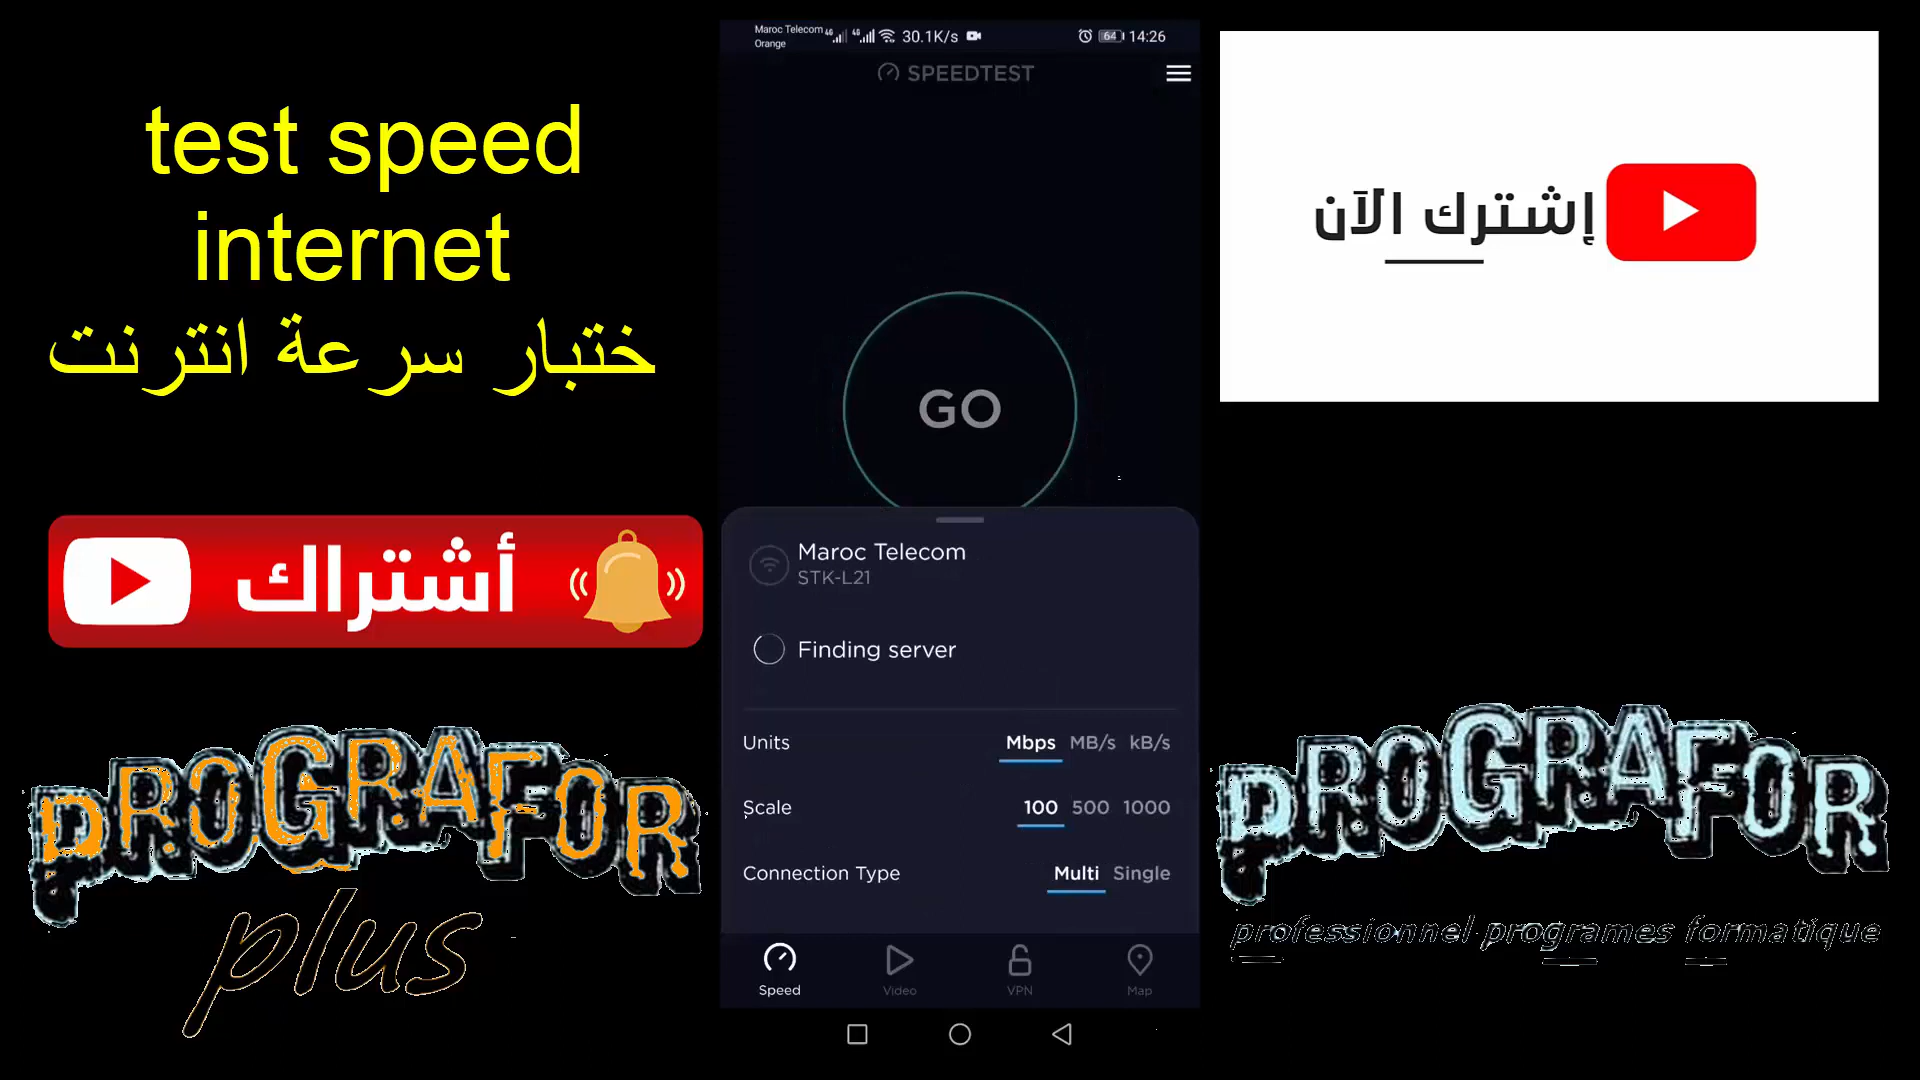 test speed
internet
ختبار سرعة انترنت
أشتراك
PROGRAFOR
plus
Maroc Telecom 4G 4G 30.1K/s 64 14:26
Orange
SPEEDTEST
GO
Maroc Telecom
STK-L21
Finding server
Units Mbps MB/s kB/s
Scale 100 500 1000
Connection Type Multi Single
Speed Video VPN Map
إشترك الآن
PROGRAFOR
professionnel programes formatique